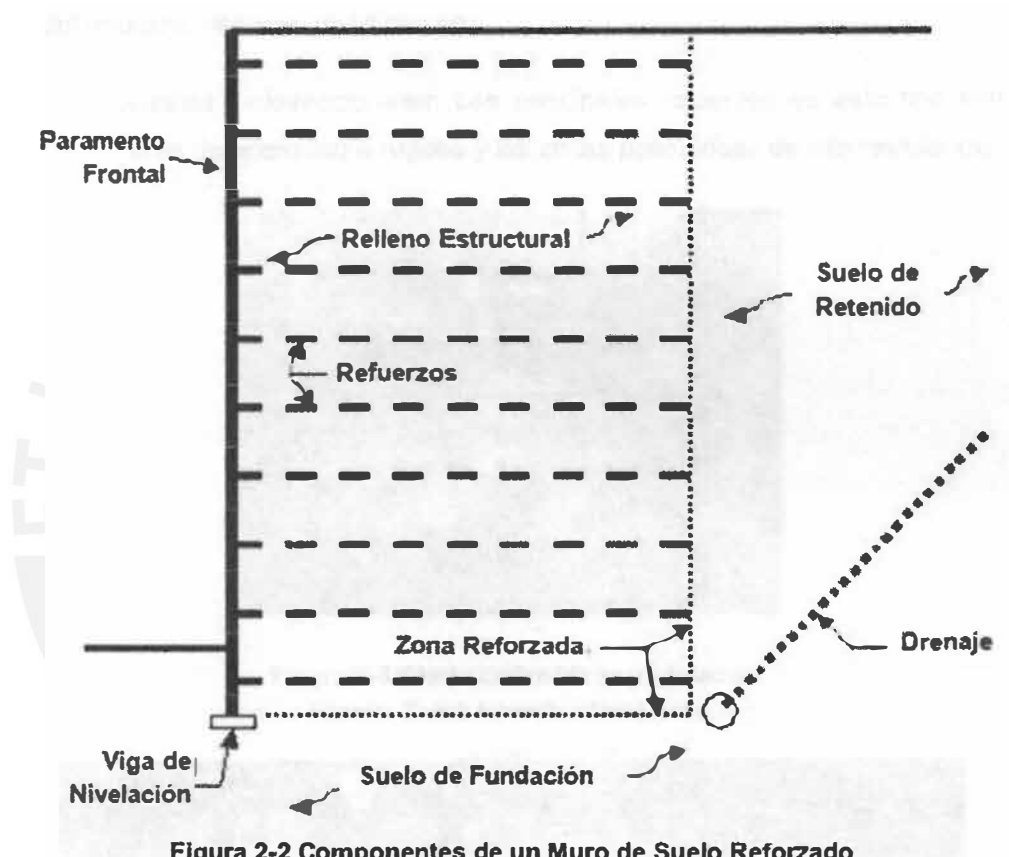 Paramento
Frontal
Relleno Estructural
Suelo de
Retenido
Refuerzos
Zona Reforzada
Drenaje
Viga de
Nivelación
Suelo de Fundación
Figura 2-2 Componentes de un Muro de Suelo Reforzado